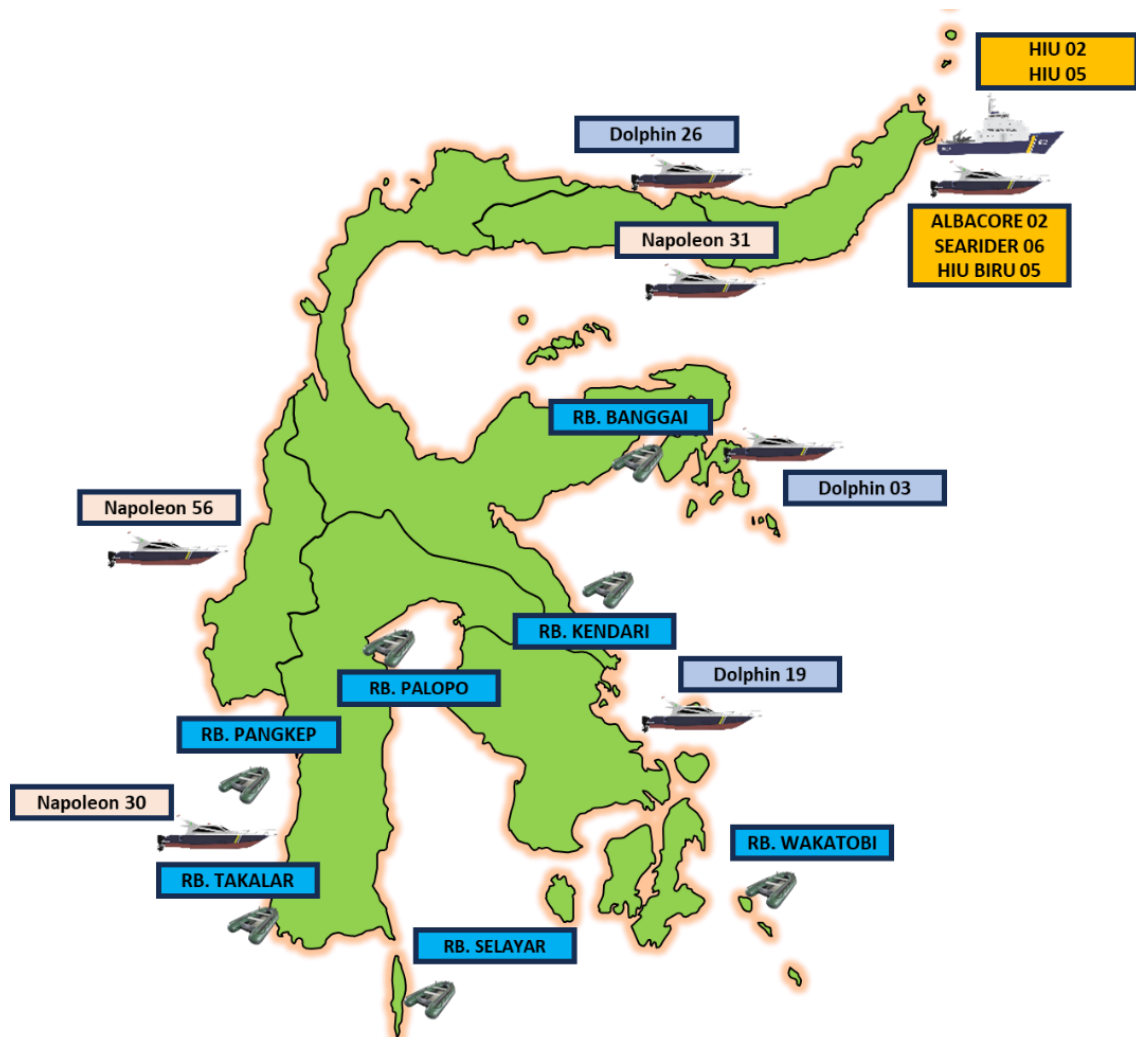 HIU 02
HIU 05
Dolphin 26
ALBACORE 02
SEARIDER 06
HIU BIRU 05
Napoleon 31
RB. BANGGAI
Dolphin 03
Napoleon 56
RB. KENDARI
Dolphin 19
RB. PALOPO
RB. PANGKEP
Napoleon 30
RB. WAKATOBI
RB. TAKALAR
RB. SELAYAR